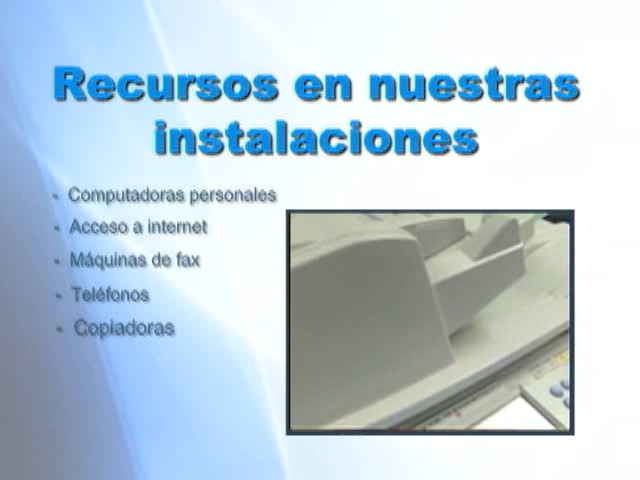 Recursos en nuestras
instalaciones
- Computadoras personales
- Acceso a internet
- Máquinas de fax
- Teléfonos
- Copiadoras